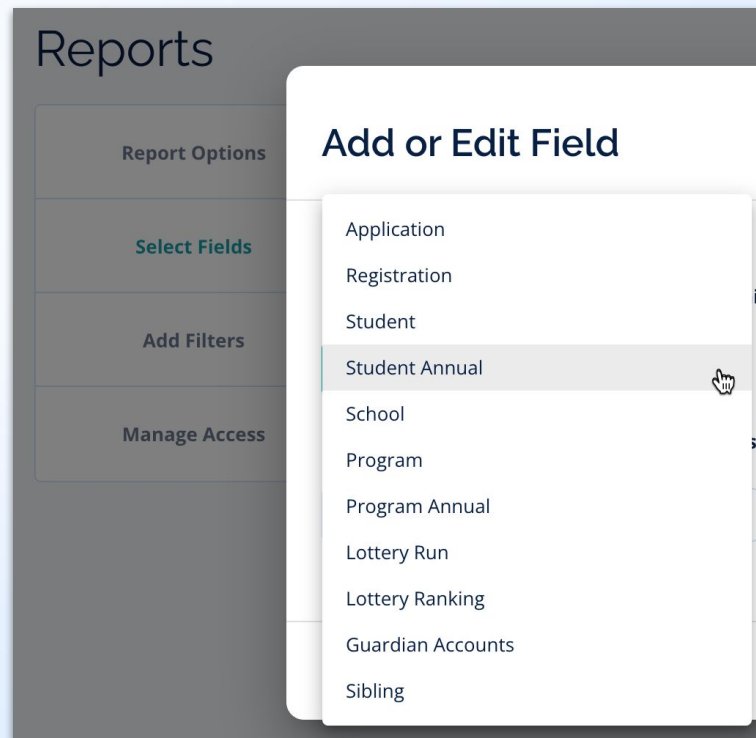 Reports
Report Options
Select Fields
Add Filters
Manage Access
Add or Edit Field
Application
Registration
Student
Student Annual
School
Program
Program Annual
Lottery Run
Lottery Ranking
Guardian Accounts
Sibling